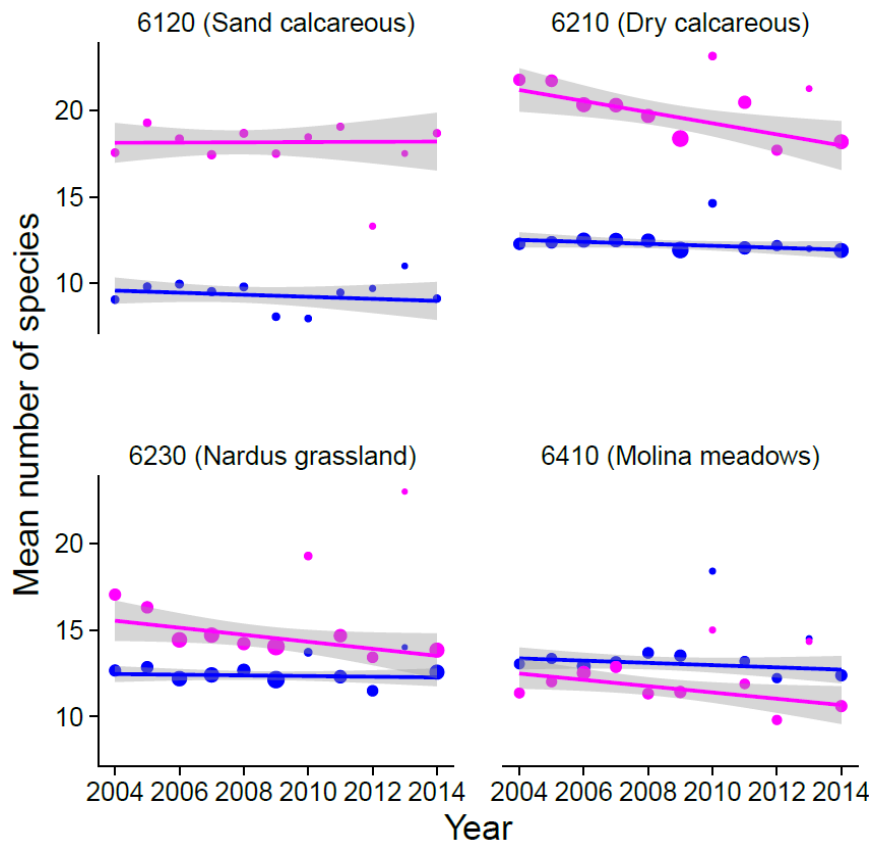 6120 (Sand calcareous)
6210 (Dry calcareous)
20
15
10
Mean number of species
6230 (Nardus grassland)
6410 (Molina meadows)
20
15
10
2004 2006 2008 2010 2012 2014
2004 2006 2008 2010 2012 2014
Year